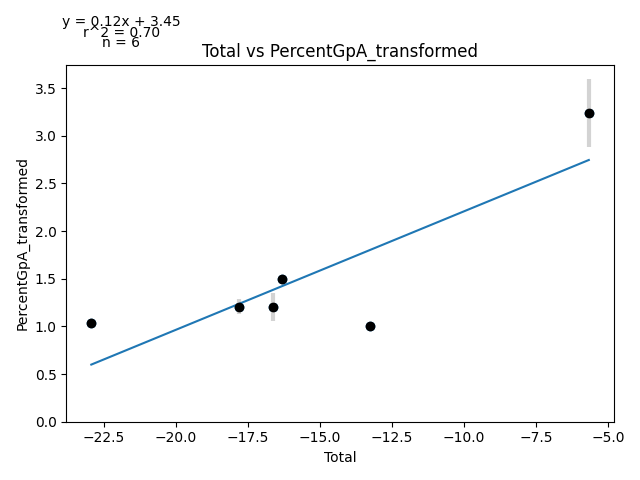 y = 0.12x + 3.45
r^2 = 0.70
n = 6
Total vs PercentGpA_transformed
PercentGpA_transformed
3.5
3.0
2.5
2.0
1.5
1.0
0.5
0.0
−22.5 −20.0 −17.5 −15.0 −12.5 −10.0 −7.5 −5.0
Total